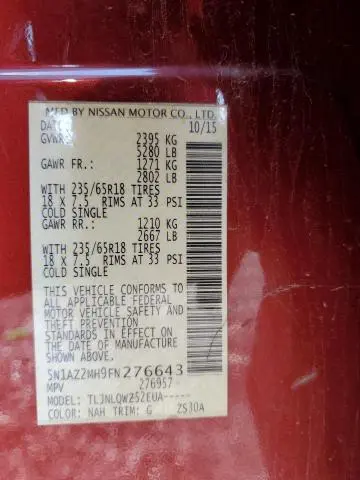 MFD BY NISSAN MOTOR CO., LTD.
DATE 10/15
GVWR 2395 KG
5280 LB
GAWR FR.: 1271 KG
2802 LB
WITH 235/65R18 TIRES
18 X 7.5 RIMS AT 33 PSI
COLD SINGLE
GAWR RR.: 1210 KG
2667 LB
WITH 235/65R18 TIRES
18 X 7.5 RIMS AT 33 PSI
COLD SINGLE
THIS VEHICLE CONFORMS TO
ALL APPLICABLE FEDERAL
MOTOR VEHICLE SAFETY AND
THEFT PREVENTION
STANDARDS IN EFFECT ON
THE DATE OF MANUFACTURE
SHOWN ABOVE.
5N1AZ2MH9FN276643
MPV 276957
MODEL: TLJNLQWZ52EUA-----
COLOR: NAH TRIM: G ZS30A